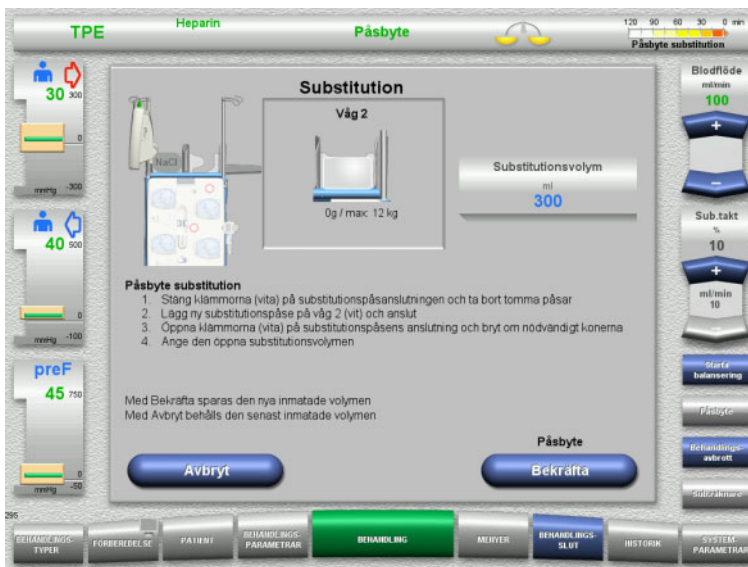 TPE
Heparin
Påsbyte
120 90 60 30 0 min
Påsbyte substitution
30 300
0
mmHg -300
40 500
0
mmHg -100
preF
45 750
0
mmHg -50
Substitution
Våg 2
NaCl
0g / max: 12 kg
Substitutionsvolym
ml
300
Påsbyte substitution
1. Stäng klämmorna (vita) på substitutionspåsanslutningen och ta bort tomma påsar
2. Lägg ny substitutionspåse på våg 2 (vit) och anslut
3. Öppna klämmorna (vita) på substitutionspåsens anslutning och bryt om nödvändigt konerna
4. Ange den öppna substitutionsvolymen
Med Bekräfta sparas den nya inmatade volymen
Med Avbryt behålls den senast inmatade volymen
Avbryt
Påsbyte
Bekräfta
Blodflöde
ml/min
100
+
−
Sub.takt
%
10
+
ml/min
10
−
Starta
balansering
Påsbyte
Behandlings-
avbrott
Sub.räknare
295
BEHANDLINGS-
TYPER
FÖRBEREDELSE
PATIENT
BEHANDLINGS-
PARAMETRAR
BEHANDLING
MENYER
BEHANDLINGS-
SLUT
HISTORIK
SYSTEM-
PARAMETRAR